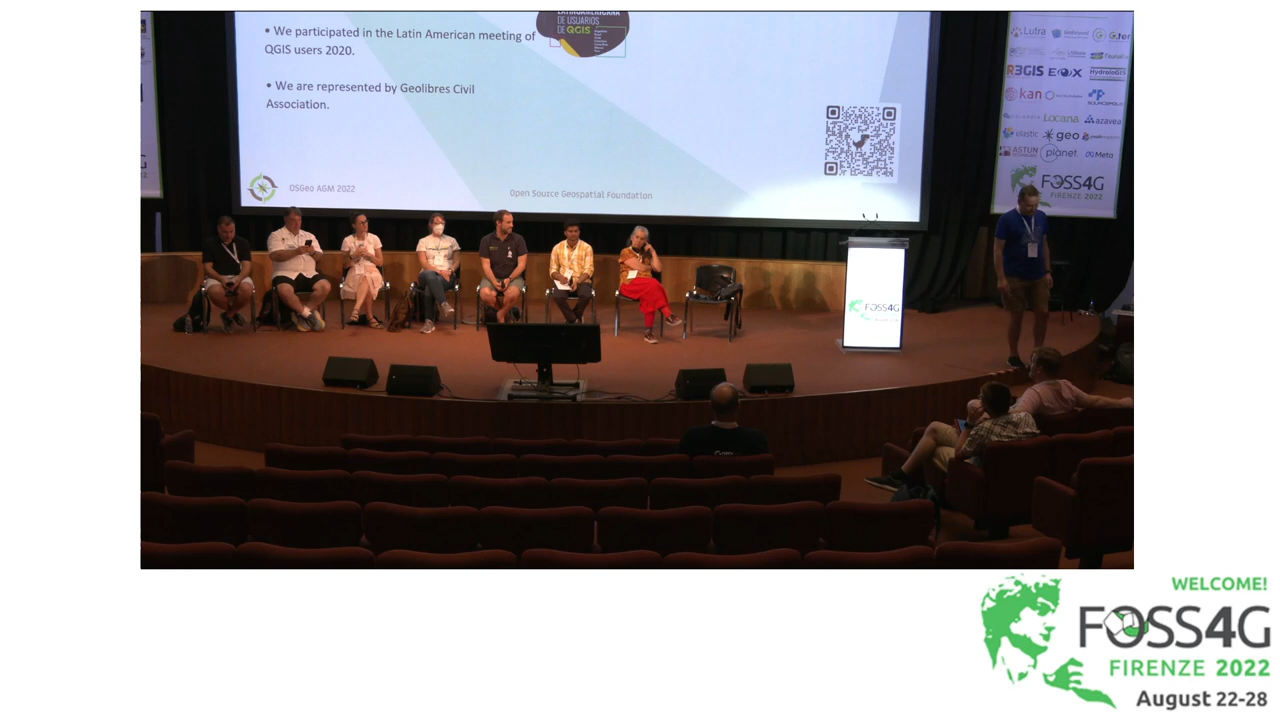 LATINOAMERICANA
DE USUARIOS
DE QGIS
• We participated in the Latin American meeting of
QGIS users 2020.
• We are represented by Geolibres Civil
Association.
OSGeo AGM 2022
Open Source Geospatial Foundation
Lutra
Gter
R3GIS
EOX
HydroloGIS
kan
LOCANA
azavea
elastic
geo
ASTUN
planet
Meta
FOSS4G
FIRENZE 2022
FOSS4G
WELCOME!
FOSS4G
FIRENZE 2022
August 22-28